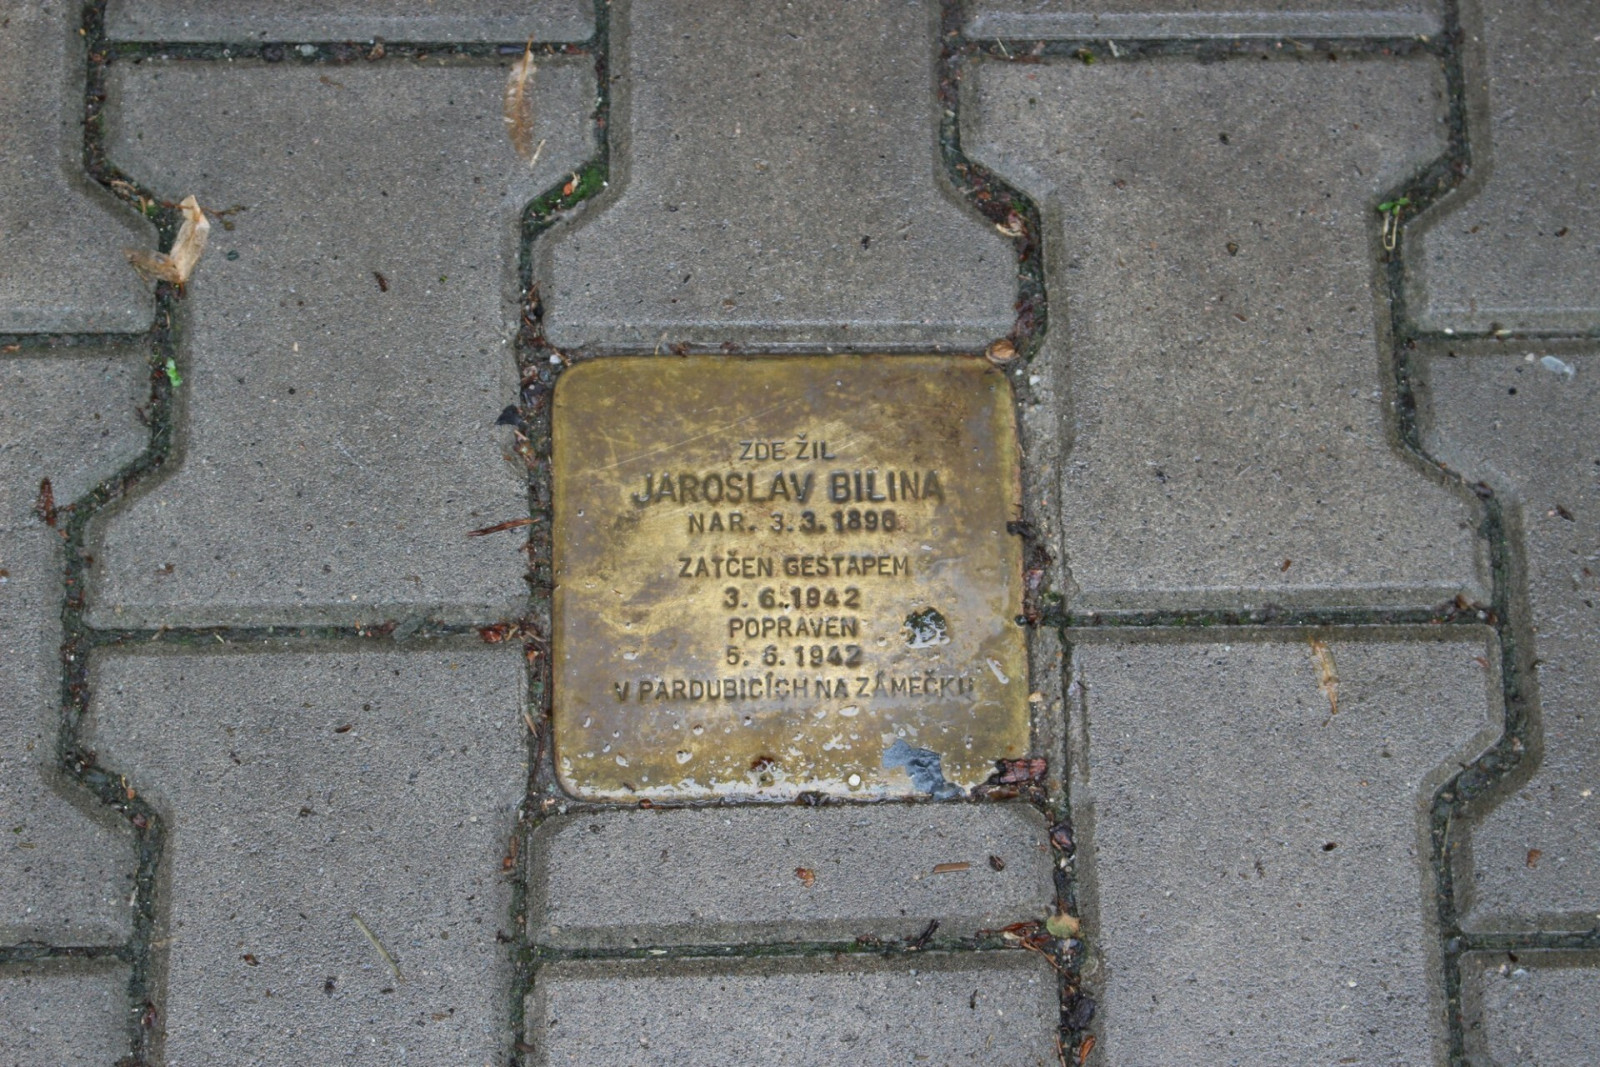 ZDE ŽIL
JAROSLAV BILINA
NAR. 3.3.1896
ZATČEN GESTAPEM
3. 6. 1942
POPRAVEN
5. 6. 1942
V PARDUBICÍCH NA ZÁMEČKU